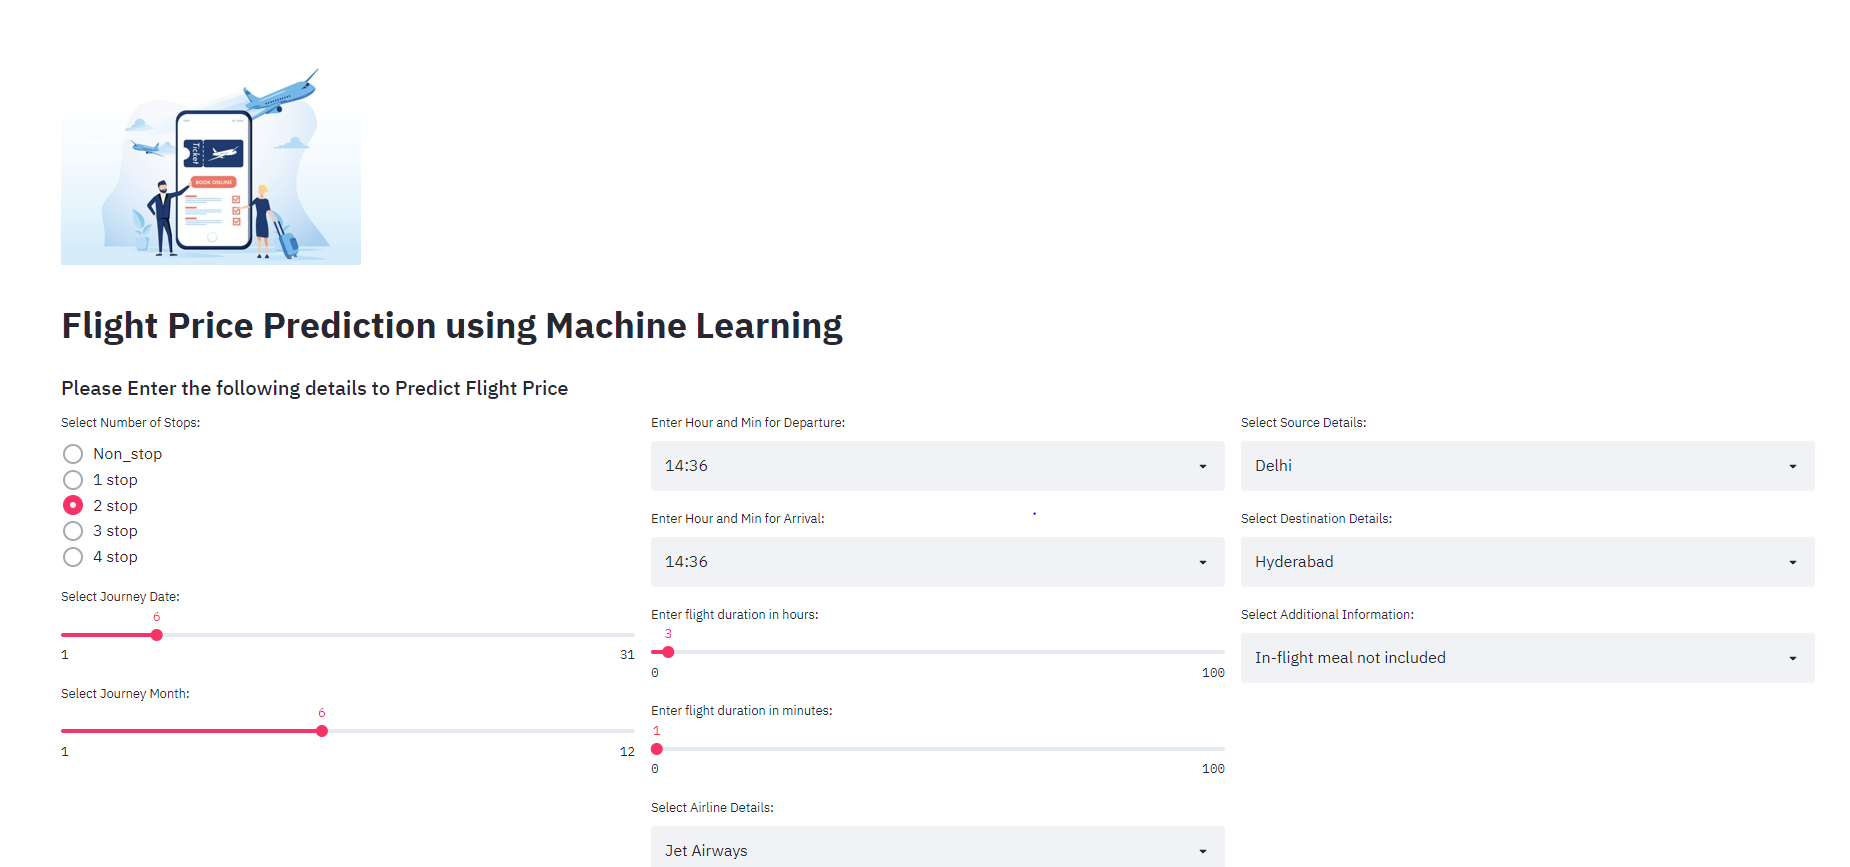 Ticket
BOOK ONLINE
Flight Price Prediction using Machine Learning
Please Enter the following details to Predict Flight Price
Select Number of Stops:
Non_stop
1 stop
2 stop
3 stop
4 stop
Select Journey Date:
6
1 31
Select Journey Month:
6
1 12
Enter Hour and Min for Departure:
14:36
Enter Hour and Min for Arrival:
14:36
Enter flight duration in hours:
3
0 100
Enter flight duration in minutes:
1
0 100
Select Airline Details:
Jet Airways
Select Source Details:
Delhi
Select Destination Details:
Hyderabad
Select Additional Information:
In-flight meal not included